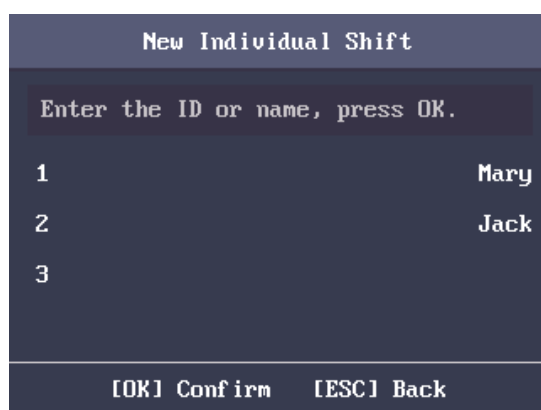 New Individual Shift
Enter the ID or name, press OK.
1 Mary
2 Jack
3
[OK] Confirm [ESC] Back